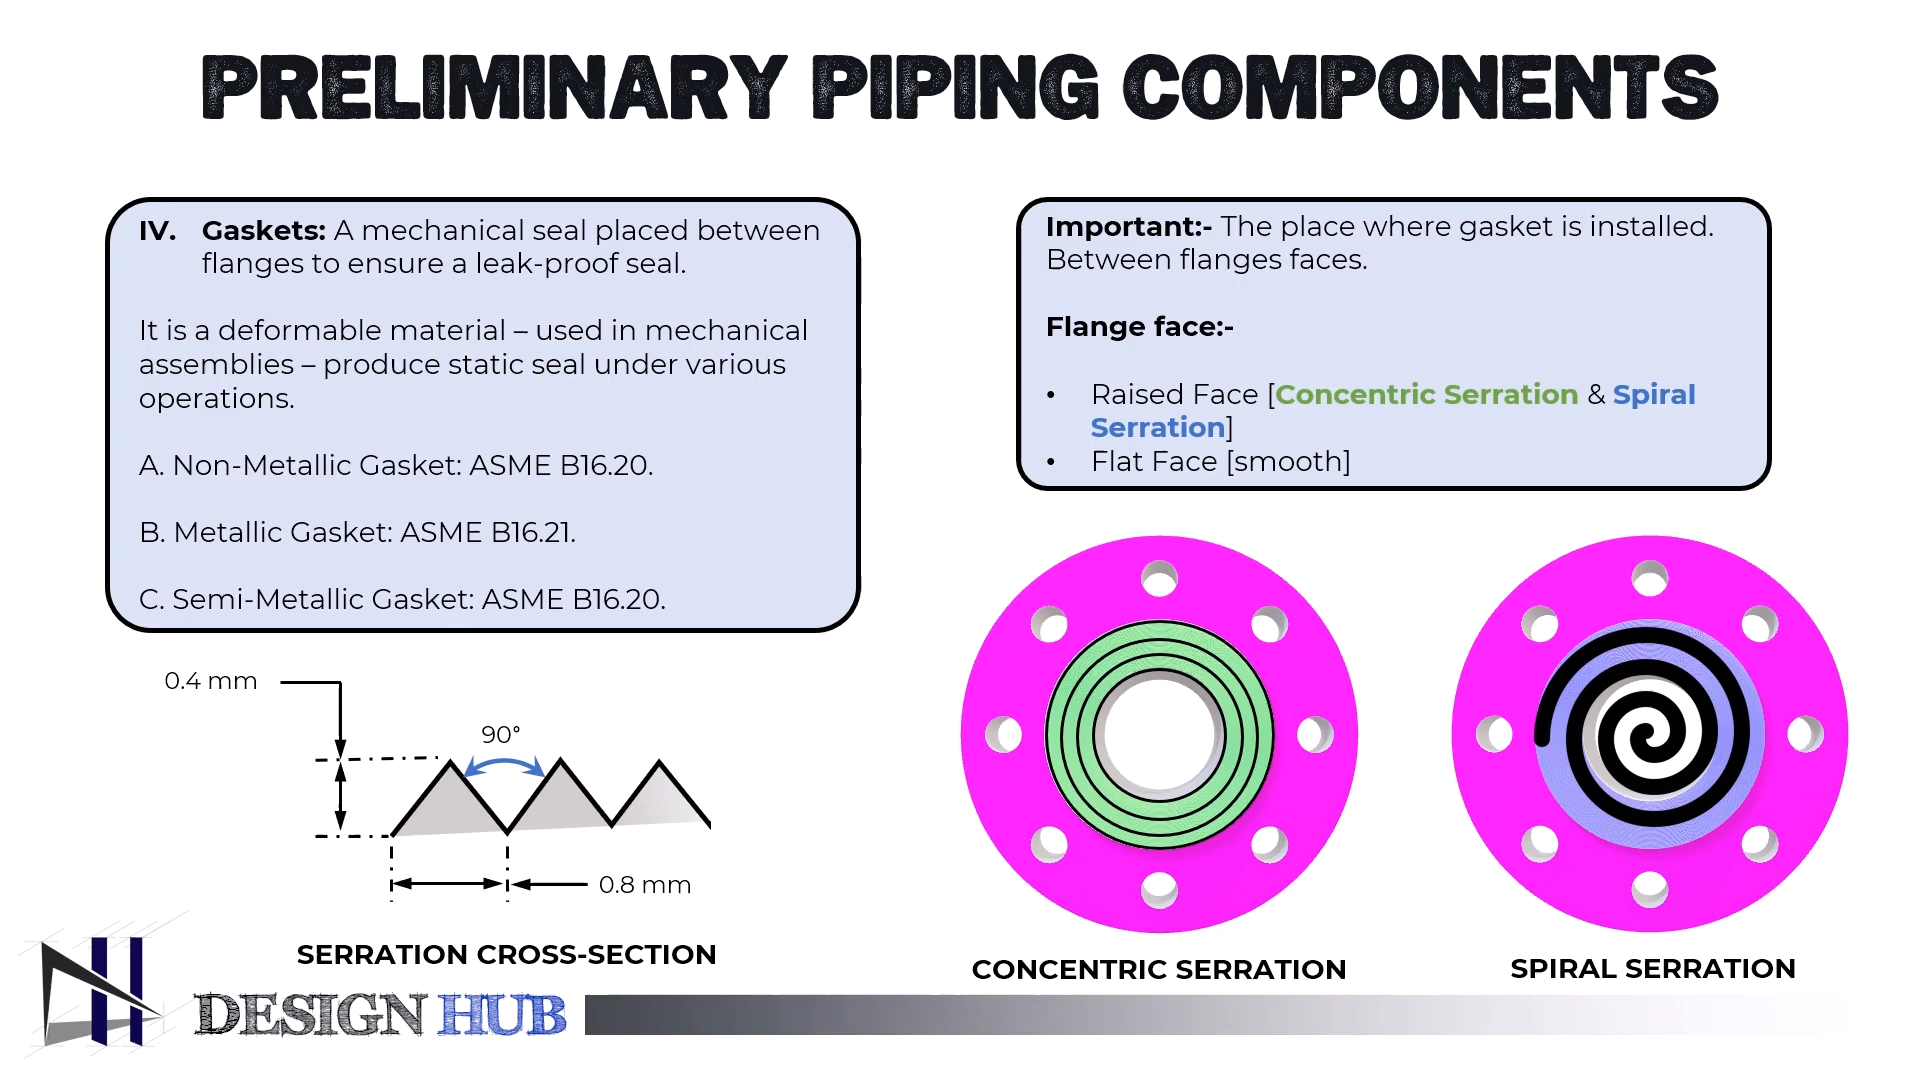 PRELIMINARY PIPING COMPONENTS
IV. Gaskets: A mechanical seal placed between
flanges to ensure a leak-proof seal.
It is a deformable material – used in mechanical
assemblies – produce static seal under various
operations.
A. Non-Metallic Gasket: ASME B16.20.
B. Metallic Gasket: ASME B16.21.
C. Semi-Metallic Gasket: ASME B16.20.
Important:- The place where gasket is installed.
Between flanges faces.
Flange face:-
• Raised Face [Concentric Serration & Spiral
Serration]
• Flat Face [smooth]
0.4 mm
90°
0.8 mm
SERRATION CROSS-SECTION
CONCENTRIC SERRATION
SPIRAL SERRATION
DESIGN HUB